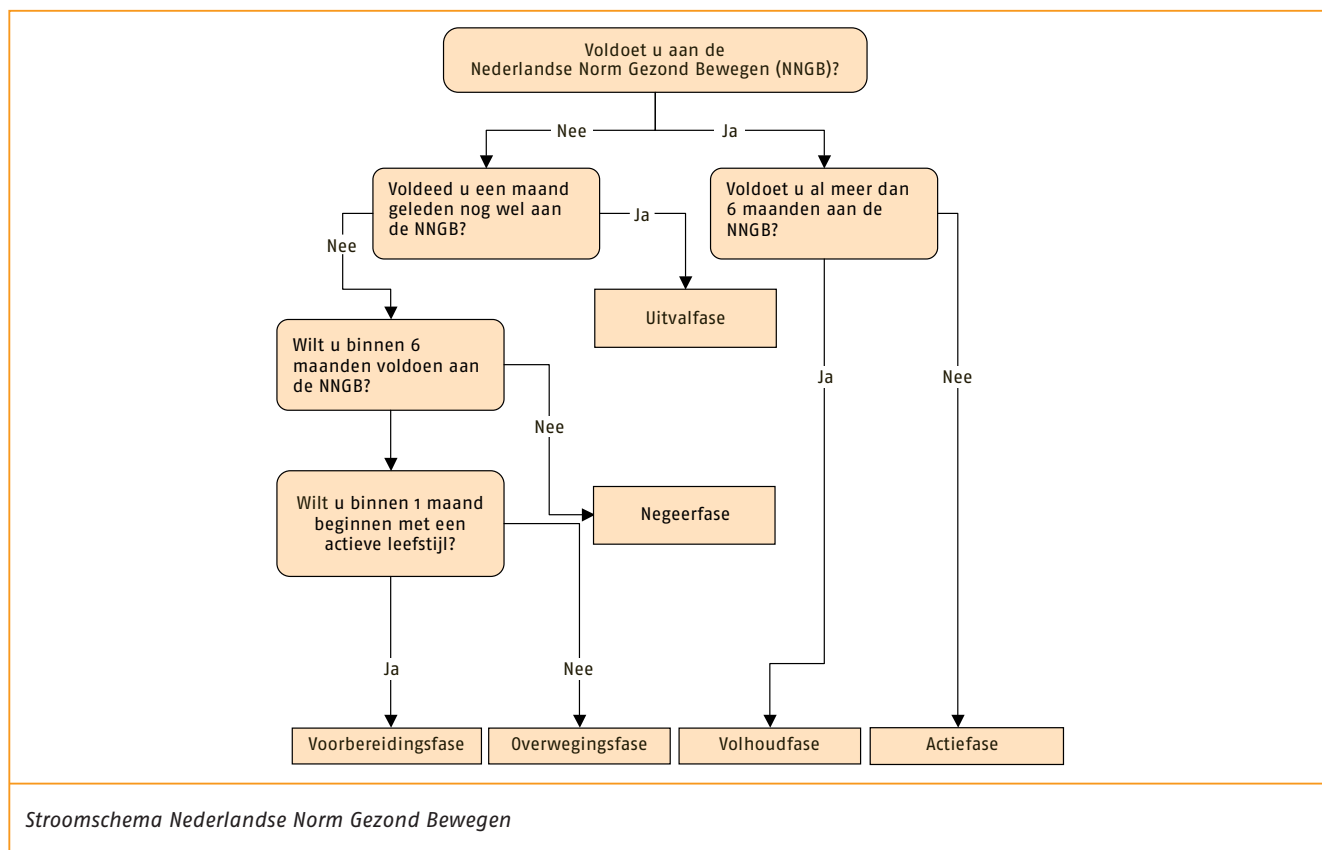 Voldoet u aan de
Nederlandse Norm Gezond Bewegen (NNGB)?
Nee
Ja
Voldeed u een maand
geleden nog wel aan
de NNGB?
Voldoet u al meer dan
6 maanden aan de
NNGB?
Ja
Nee
Uitvalfase
Wilt u binnen 6
maanden voldoen aan
de NNGB?
Ja
Nee
Nee
Wilt u binnen 1 maand
beginnen met een
actieve leefstijl?
Negeerfase
Ja
Nee
Voorbereidingsfase
Overwegingsfase
Volhoudfase
Actiefase
Stroomschema Nederlandse Norm Gezond Bewegen